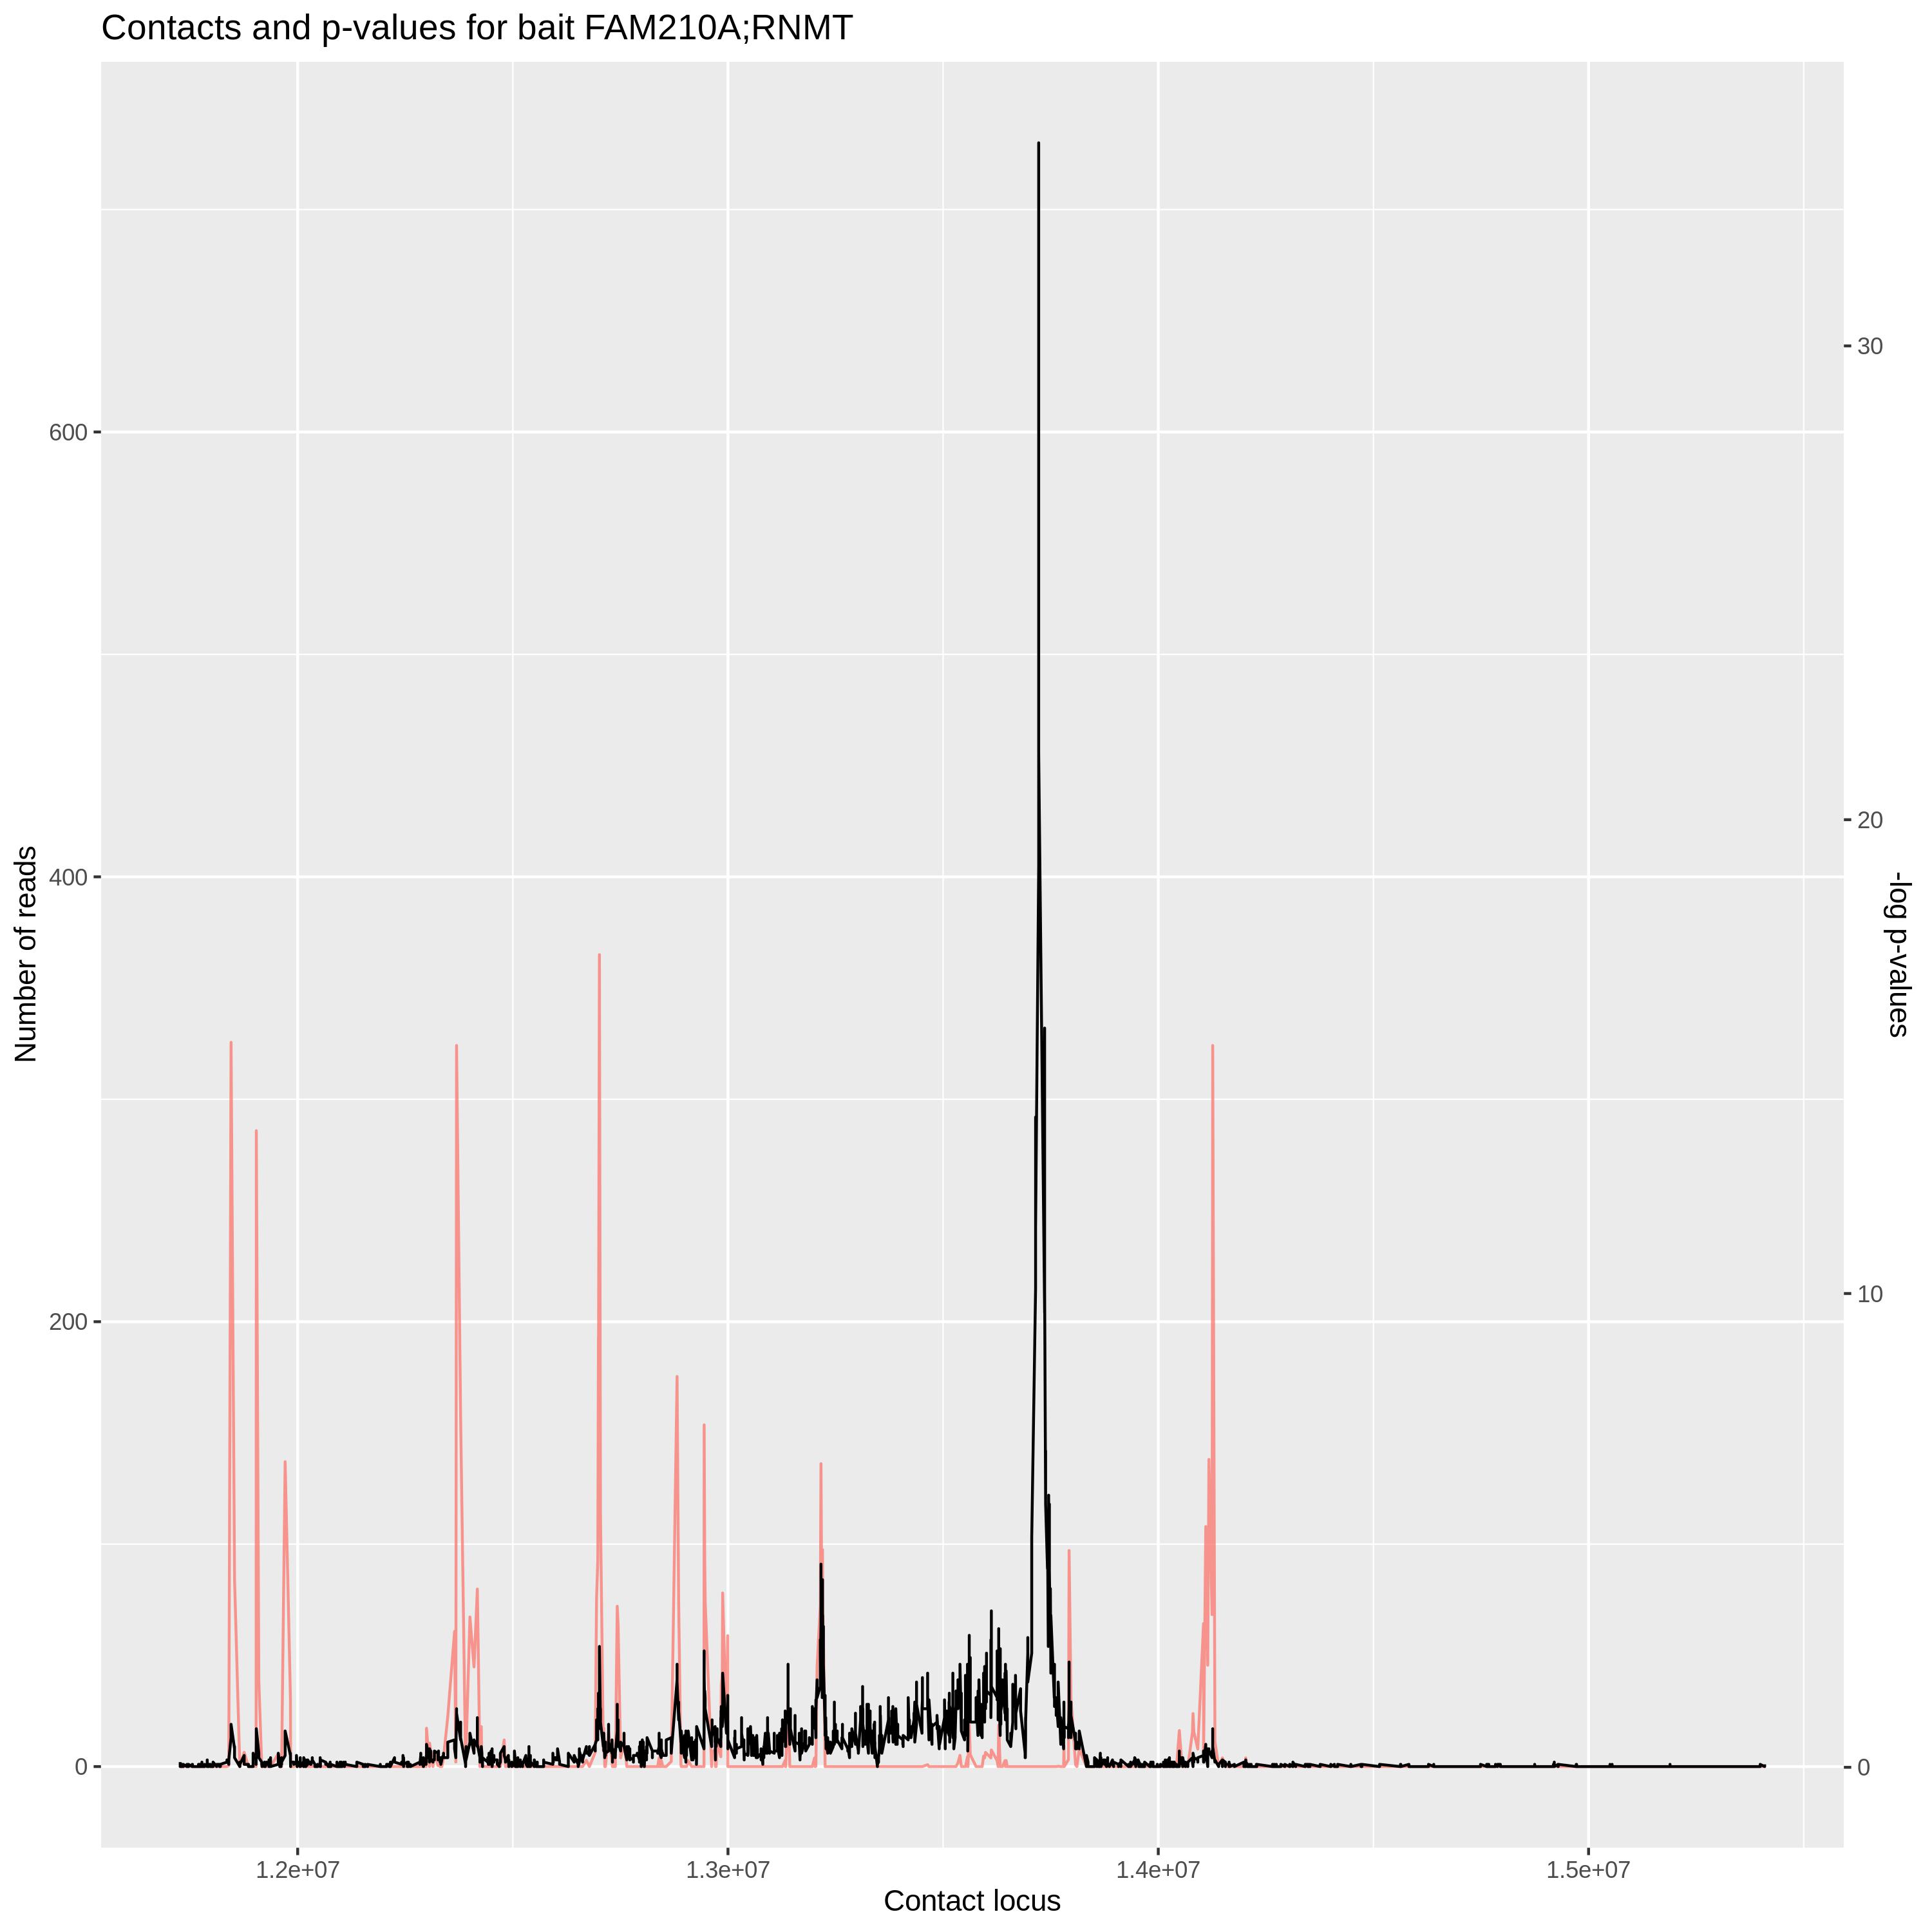 Contacts and p-values for bait FAM210A;RNMT
600
400
200
0
Number of reads
30
20
10
0
-log p-values
1.2e+07
1.3e+07
1.4e+07
1.5e+07
Contact locus